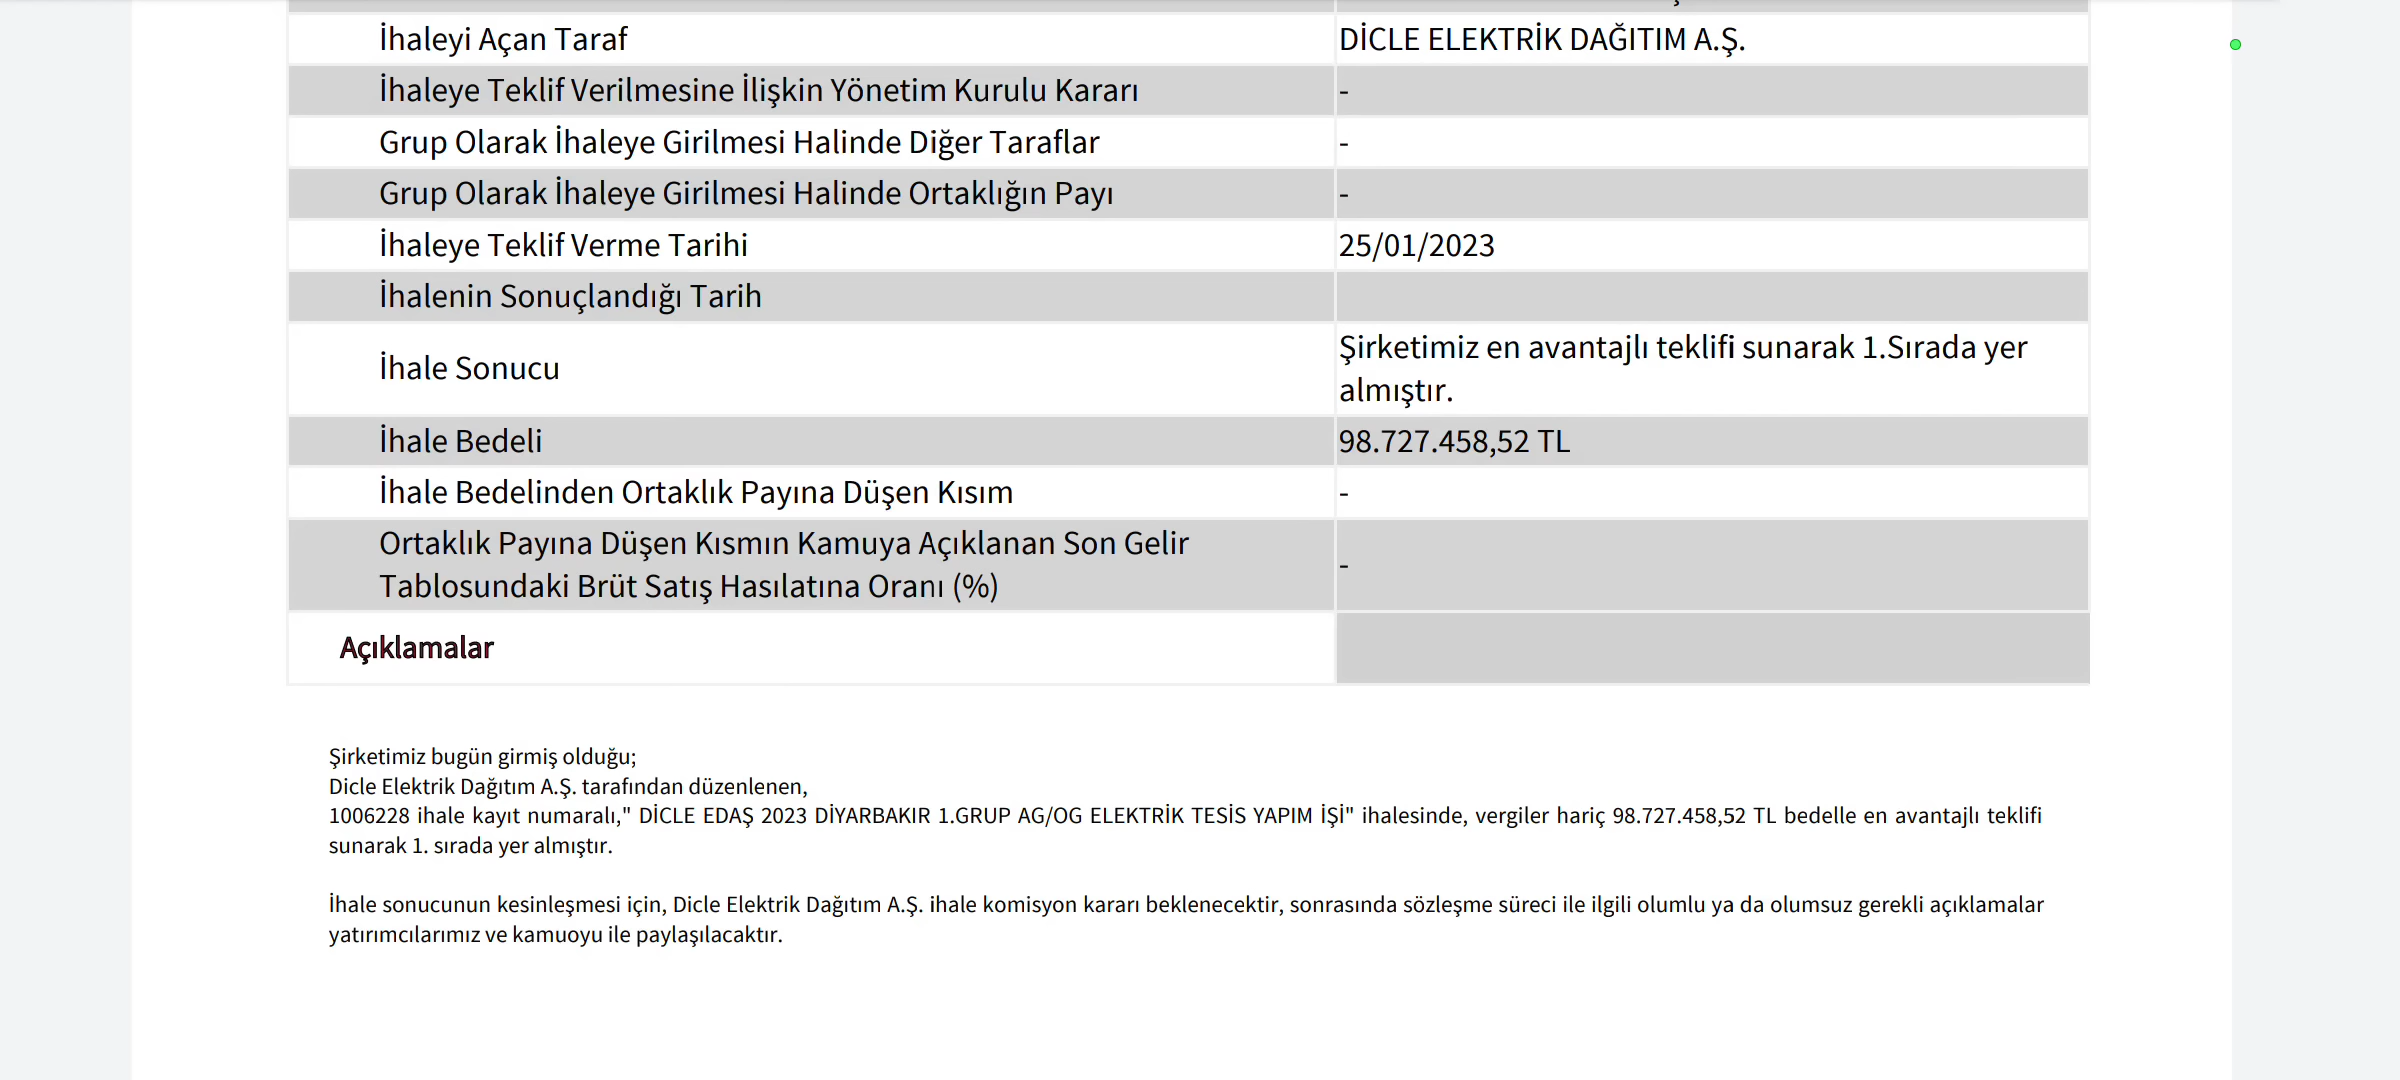 İhaleyi Açan Taraf DİCLE ELEKTRİK DAĞITIM A.Ş.
İhaleye Teklif Verilmesine İlişkin Yönetim Kurulu Kararı -
Grup Olarak İhaleye Girilmesi Halinde Diğer Taraflar -
Grup Olarak İhaleye Girilmesi Halinde Ortaklığın Payı -
İhaleye Teklif Verme Tarihi 25/01/2023
İhalenin Sonuçlandığı Tarih
İhale Sonucu Şirketimiz en avantajlı teklifi sunarak 1.Sırada yer
almıştır.
İhale Bedeli 98.727.458,52 TL
İhale Bedelinden Ortaklık Payına Düşen Kısım -
Ortaklık Payına Düşen Kısmın Kamuya Açıklanan Son Gelir
Tablosundaki Brüt Satış Hasılatına Oranı (%) -
Açıklamalar
Şirketimiz bugün girmiş olduğu;
Dicle Elektrik Dağıtım A.Ş. tarafından düzenlenen,
1006228 ihale kayıt numaralı," DİCLE EDAŞ 2023 DİYARBAKIR 1.GRUP AG/OG ELEKTRİK TESİS YAPIM İŞİ" ihalesinde, vergiler hariç 98.727.458,52 TL bedelle en avantajlı teklifi
sunarak 1. sırada yer almıştır.
İhale sonucunun kesinleşmesi için, Dicle Elektrik Dağıtım A.Ş. ihale komisyon kararı beklenecektir, sonrasında sözleşme süreci ile ilgili olumlu ya da olumsuz gerekli açıklamalar
yatırımcılarımız ve kamuoyu ile paylaşılacaktır.